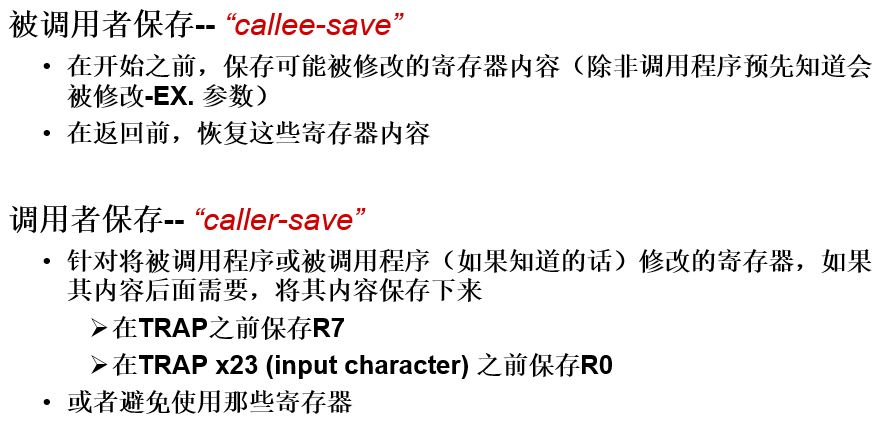 被调用者保存-- “callee-save”
• 在开始之前，保存可能被修改的寄存器内容（除非调用程序预先知道会
被修改-EX. 参数）
• 在返回前，恢复这些寄存器内容
调用者保存-- “caller-save”
• 针对将被调用程序或被调用程序（如果知道的话）修改的寄存器，如果
其内容后面需要，将其内容保存下来
➢在TRAP之前保存R7
➢在TRAP x23 (input character) 之前保存R0
• 或者避免使用那些寄存器